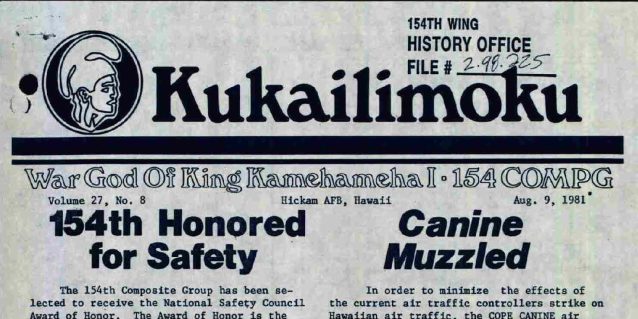 154TH WING
HISTORY OFFICE
FILE # 2.98.225
Kukailimoku
War God Of King Kamehameha I • 154 COMPG
Volume 27, No. 8 Hickam AFB, Hawaii Aug. 9, 1981
154th Honored
for Safety
The 154th Composite Group has been se-
lected to receive the National Safety Council
Award of Honor. The Award of Honor is the
Canine
Muzzled
In order to minimize the effects of
the current air traffic controllers strike on
Hawaiian air traffic, the COPE CANINE air